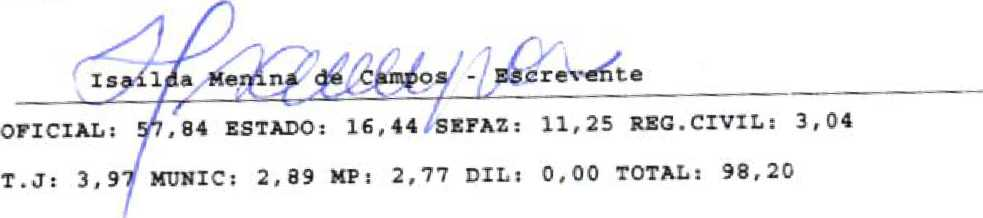 Isailda Menina de Campos - Escrevente
OFICIAL: 57,84 ESTADO: 16,44 SEFAZ: 11,25 REG.CIVIL: 3,04
T.J: 3,97 MUNIC: 2,89 MP: 2,77 DIL: 0,00 TOTAL: 98,20